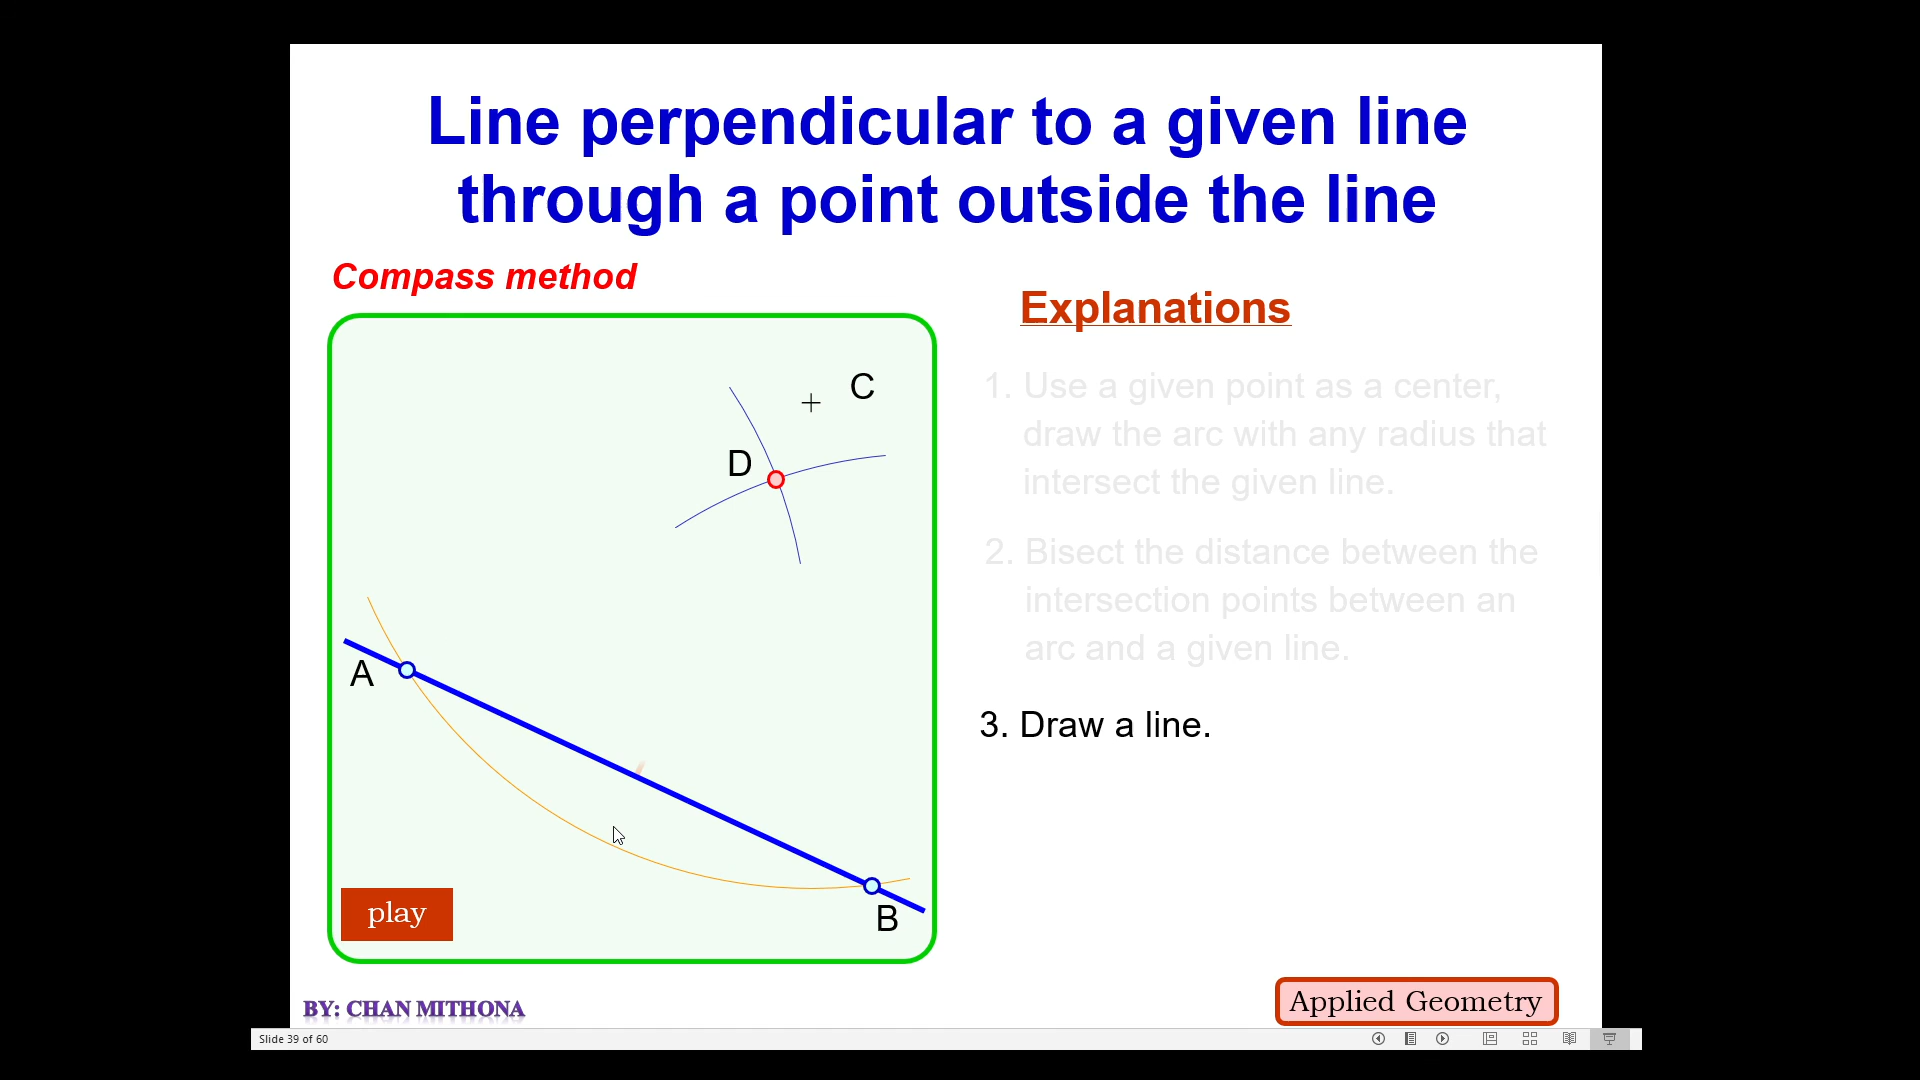 Line perpendicular to a given line
through a point outside the line
Compass method
Explanations
C
D
A
B
play
1. Use a given point as a center,
draw the arc with any radius that
intersect the given line.
2. Bisect the distance between the
intersection points between an
arc and a given line.
3. Draw a line.
BY: CHAN MITHONA
Applied Geometry
Slide 39 of 60